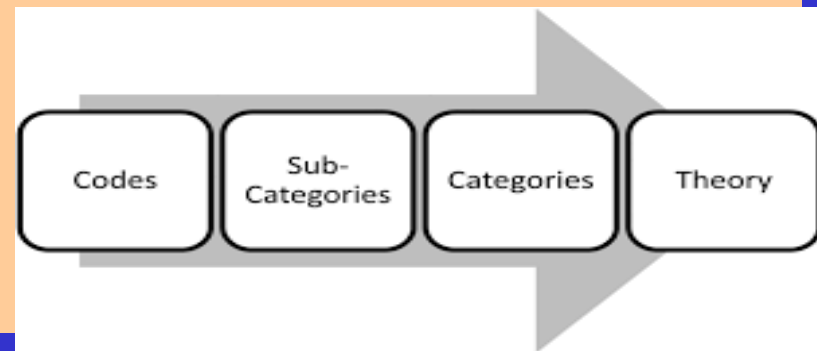 Codes
Sub-
Categories
Categories
Theory